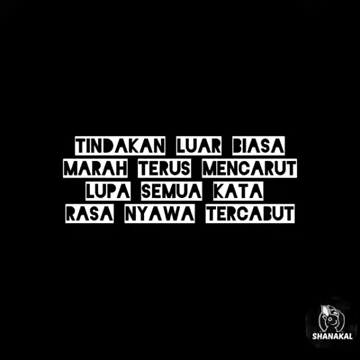 TINDAKAN LUAR BIASA
MARAH TERUS MENCARUT
LUPA SEMUA KATA
RASA NYAWA TERCABUT
SHANAKAL